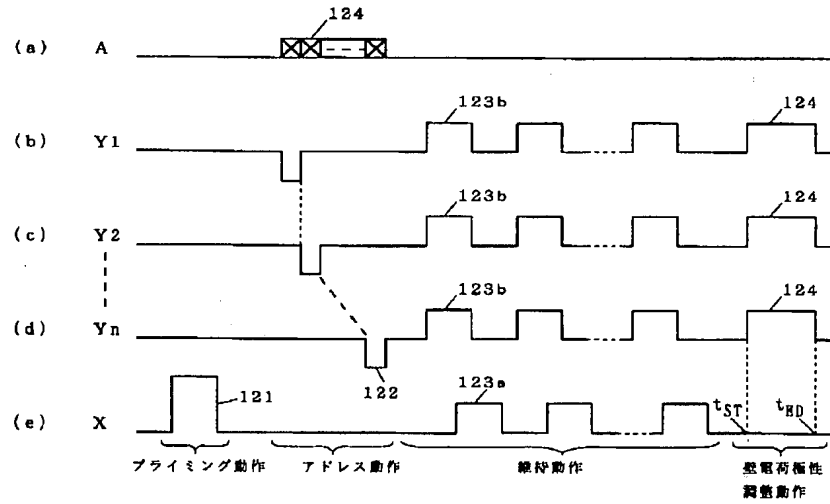 124
(a) A
123b 124
(b) Y1
123b 124
(c) Y2
123b 124
(d) Yn
121 122 123a tST tED
(e) X
プライミング動作 アドレス動作 維持動作 壁電荷極性
調整動作